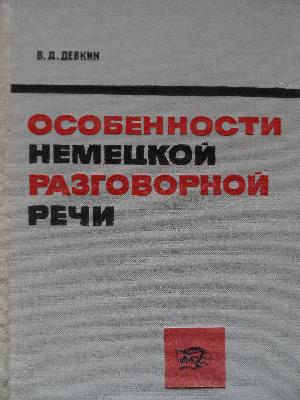 В. Д. ДЕВКИН
ОСОБЕННОСТИ
НЕМЕЦКОЙ
РАЗГОВОРНОЙ
РЕЧИ